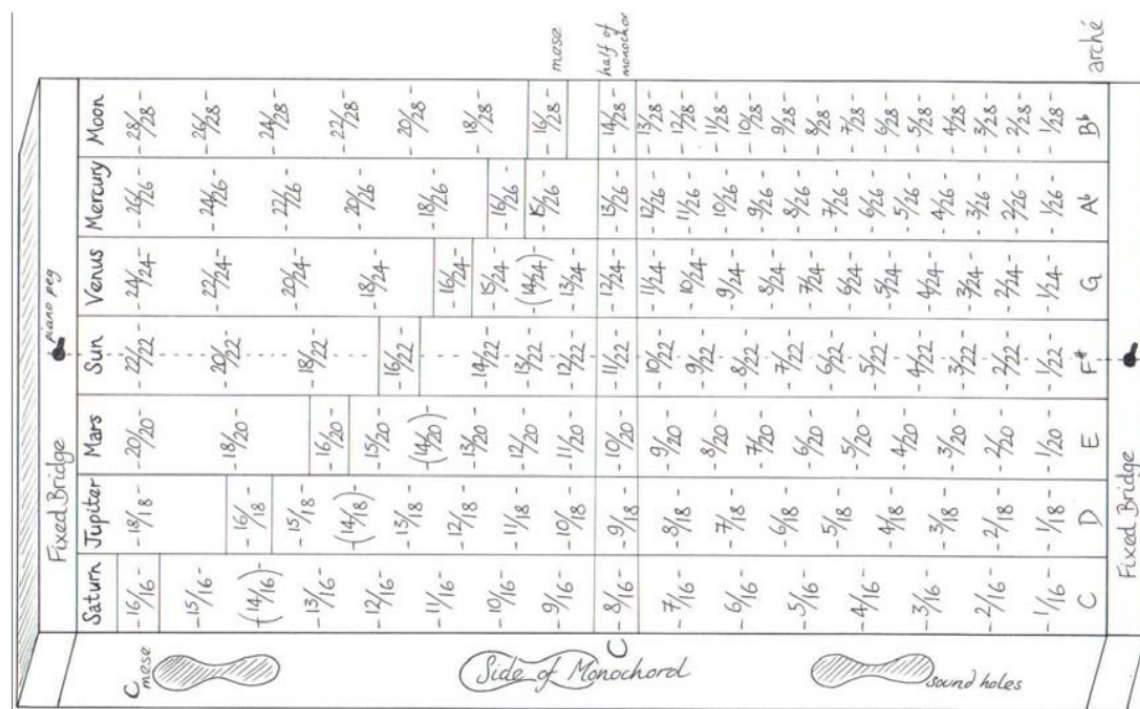 piano peg
Fixed Bridge
Saturn
- 16/16 -
- 15/16 -
- (14/16) -
- 13/16 -
- 12/16 -
- 11/16 -
- 10/16 -
- 9/16 -
- 8/16 -
- 7/16 -
- 6/16 -
- 5/16 -
- 4/16 -
- 3/16 -
- 2/16 -
- 1/16 -
C
Jupiter
- 18/18 -
- 16/18 -
- 15/18 -
- (14/18) -
- 13/18 -
- 12/18 -
- 11/18 -
- 10/18 -
- 9/18 -
- 8/18 -
- 7/18 -
- 6/18 -
- 5/18 -
- 4/18 -
- 3/18 -
- 2/18 -
- 1/18 -
D
Mars
- 20/20 -
- 18/20 -
- 16/20 -
- 15/20 -
- (14/20) -
- 13/20 -
- 12/20 -
- 11/20 -
- 10/20 -
- 9/20 -
- 8/20 -
- 7/20 -
- 6/20 -
- 5/20 -
- 4/20 -
- 3/20 -
- 2/20 -
- 1/20 -
E
Sun
- 22/22 -
- 20/22 -
- 18/22 -
- 16/22 -
- 14/22 -
- 13/22 -
- 12/22 -
- 11/22 -
- 10/22 -
- 9/22 -
- 8/22 -
- 7/22 -
- 6/22 -
- 5/22 -
- 4/22 -
- 3/22 -
- 2/22 -
- 1/22 -
F#
Venus
- 24/24 -
- 22/24 -
- 20/24 -
- 18/24 -
- 16/24 -
- 15/24 -
- (14/24) -
- 13/24 -
- 12/24 -
- 11/24 -
- 10/24 -
- 9/24 -
- 8/24 -
- 7/24 -
- 6/24 -
- 5/24 -
- 4/24 -
- 3/24 -
- 2/24 -
- 1/24 -
G
Mercury
- 26/26 -
- 24/26 -
- 22/26 -
- 20/26 -
- 18/26 -
- 16/26 -
- 15/26 -
- 13/26 -
- 12/26 -
- 11/26 -
- 10/26 -
- 9/26 -
- 8/26 -
- 7/26 -
- 6/26 -
- 5/26 -
- 4/26 -
- 3/26 -
- 2/26 -
- 1/26 -
A♭
Moon
- 28/28 -
- 26/28 -
- 24/28 -
- 22/28 -
- 20/28 -
- 18/28 -
- 16/28 -
- 14/28 -
- 13/28 -
- 12/28 -
- 11/28 -
- 10/28 -
- 9/28 -
- 8/28 -
- 7/28 -
- 6/28 -
- 5/28 -
- 4/28 -
- 3/28 -
- 2/28 -
- 1/28 -
B♭
mese
half of
monochor
arché
C
mese
C
Side of Monochord
sound holes
Fixed Bridge